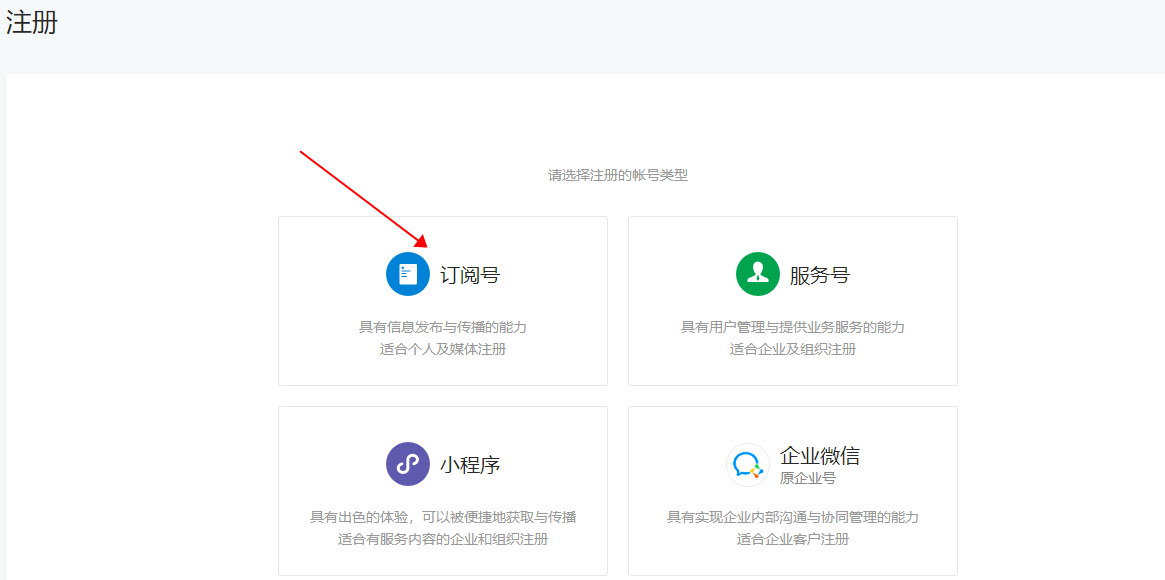 注册
请选择注册的帐号类型
订阅号
具有信息发布与传播的能力
适合个人及媒体注册
服务号
具有用户管理与提供业务服务的能力
适合企业及组织注册
小程序
具有出色的体验，可以被便捷地获取与传播
适合有服务内容的企业和组织注册
企业微信
原企业号
具有实现企业内部沟通与协同管理的能力
适合企业客户注册